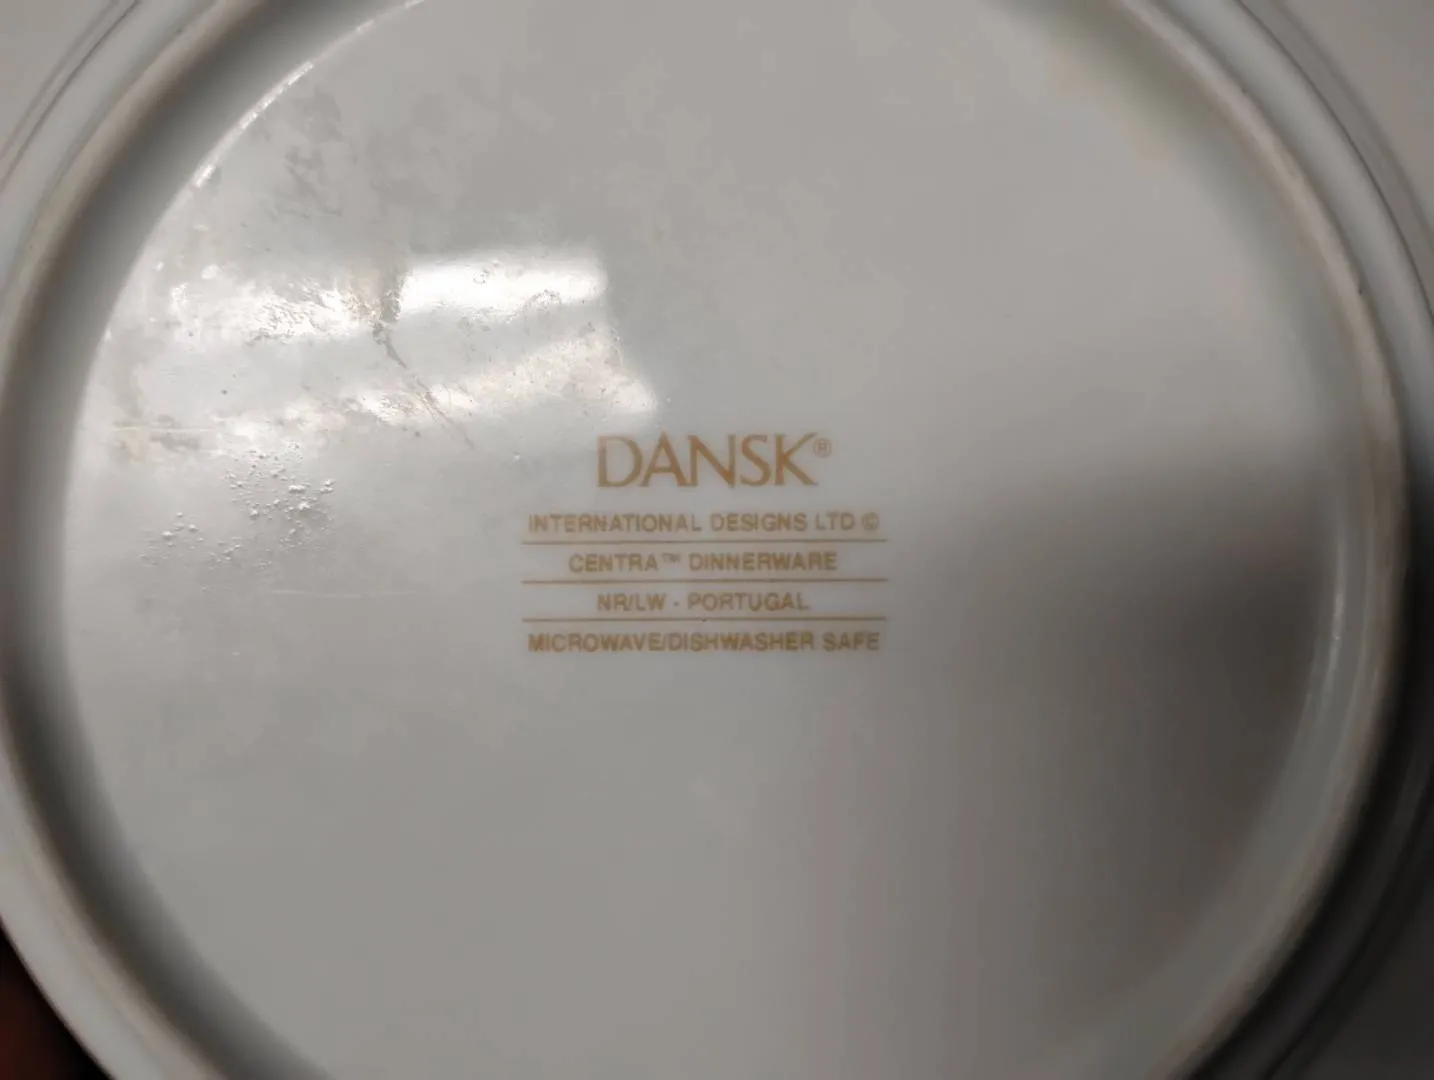 DANSK®
INTERNATIONAL DESIGNS LTD ©
CENTRA™ DINNERWARE
NR/LW - PORTUGAL
MICROWAVE/DISHWASHER SAFE